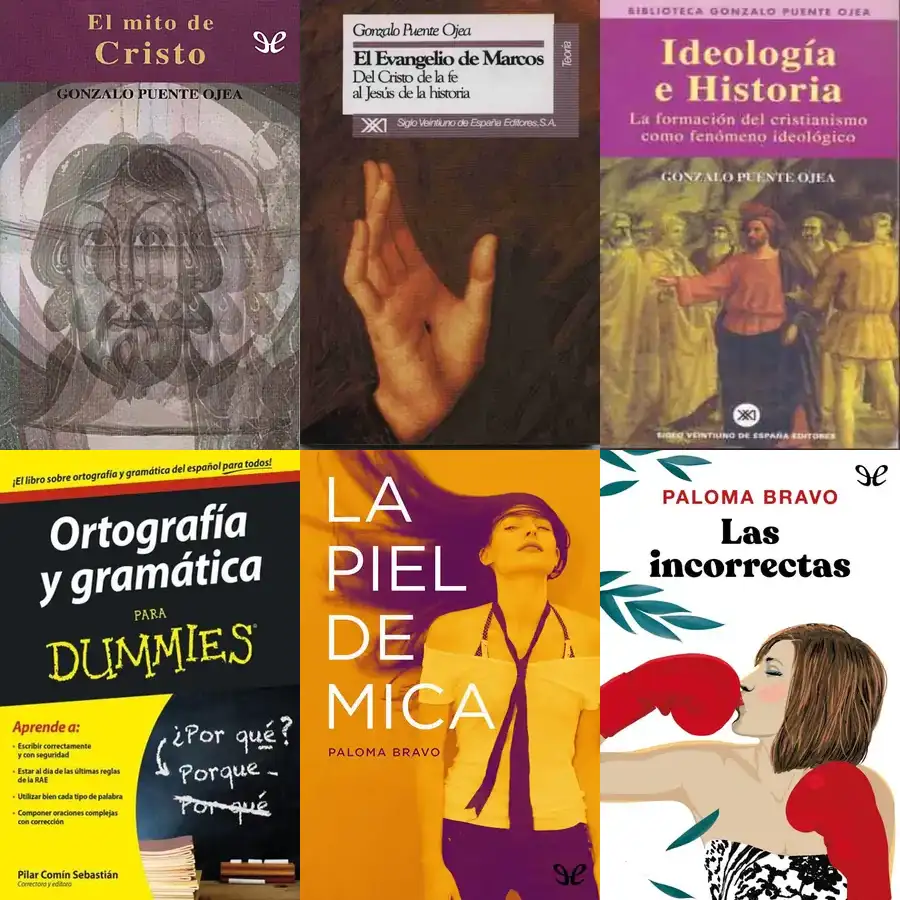 El mito de
Cristo
GONZALO PUENTE OJEA
Gonzalo Puente Ojea
El Evangelio de Marcos
Del Cristo de la fe
al Jesús de la historia
Teoría
Siglo Veintiuno de España Editores, S.A.
BIBLIOTECA GONZALO PUENTE OJEA
Ideología
e Historia
La formación del cristianismo
como fenómeno ideológico
GONZALO PUENTE OJEA
SIGLO VEINTIUNO DE ESPAÑA EDITORES
¡El libro sobre ortografía y gramática del español para todos!
Ortografía
y gramática
PARA
DUMMIES®
Aprende a:
• Escribir correctamente
y con seguridad
• Estar al día de las últimas reglas
de la RAE
• Utilizar bien cada tipo de palabra
• Componer oraciones complejas
con corrección
¿Por qué?
Porque
Por qué
Pilar Comín Sebastián
Correctora y editora
LA
PIEL
DE
MICA
PALOMA BRAVO
PALOMA BRAVO
Las
incorrectas